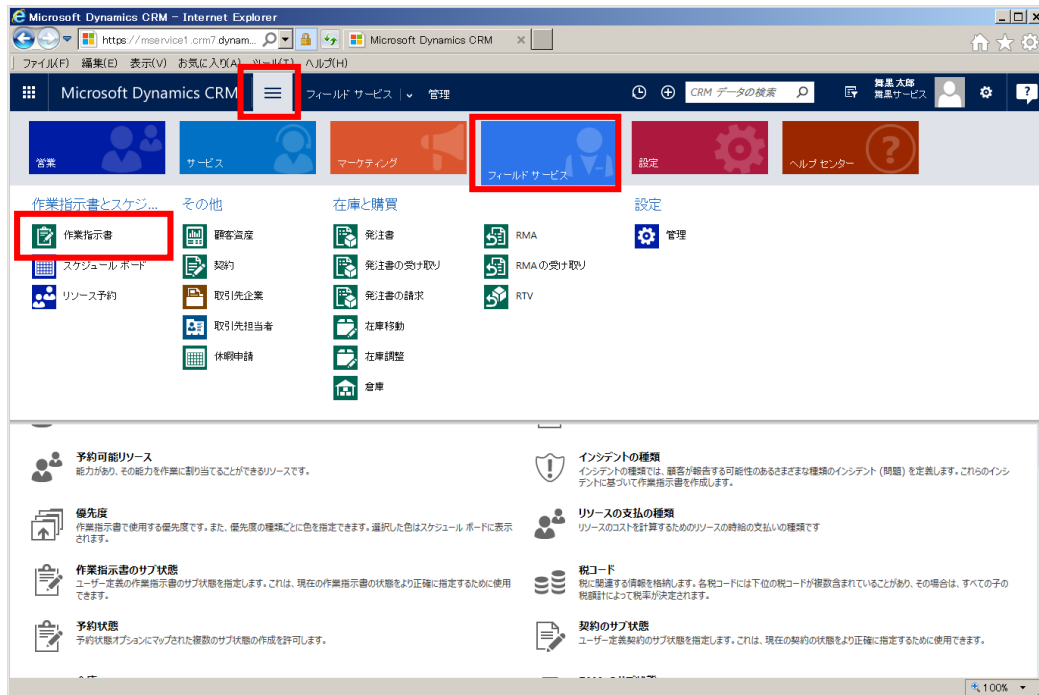 Microsoft Dynamics CRM - Internet Explorer
https://mservice1.crm7.dynam...
Microsoft Dynamics CRM
ファイル(F) 編集(E) 表示(V) お気に入り(A) ツール(T) ヘルプ(H)
Microsoft Dynamics CRM
フィールド サービス
管理
CRM データの検索
舞黒太郎
舞黒サービス
営業
サービス
マーケティング
フィールド サービス
設定
ヘルプ センター
作業指示書とスケジ...
作業指示書
スケジュール ボード
リソース予約
その他
顧客資産
契約
取引先企業
取引先担当者
休暇申請
在庫と購買
発注書
発注書の受け取り
発注書の請求
在庫移動
在庫調整
倉庫
RMA
RMA の受け取り
RTV
設定
管理
予約可能リソース
能力があり、その能力を作業に割り当てることができるリソースです。
インシデントの種類
インシデントの種類では、顧客が報告する可能性のあるさまざまな種類のインシデント (問題) を定義します。これらのインシ
デントに基づいて作業指示書を作成します。
優先度
作業指示書で使用する優先度です。また、優先度の種類ごとに色を指定できます。選択した色はスケジュール ボードに表示
されます。
リソースの支払の種類
リソースのコストを計算するためのリソースの時給の支払いの種類です
作業指示書のサブ状態
ユーザー定義の作業指示書のサブ状態を指定します。これは、現在の作業指示書の状態をより正確に指定するために使用
できます。
税コード
税に関連する情報を格納します。各税コードには下位の税コードが複数含まれていることがあり、その場合は、すべての子の
税額計によって税率が決定されます。
予約状態
予約状態オプションにマップされた複数のサブ状態の作成を許可します。
契約のサブ状態
ユーザー定義契約のサブ状態を指定します。これは、現在の契約の状態をより正確に指定するために使用できます。
100%